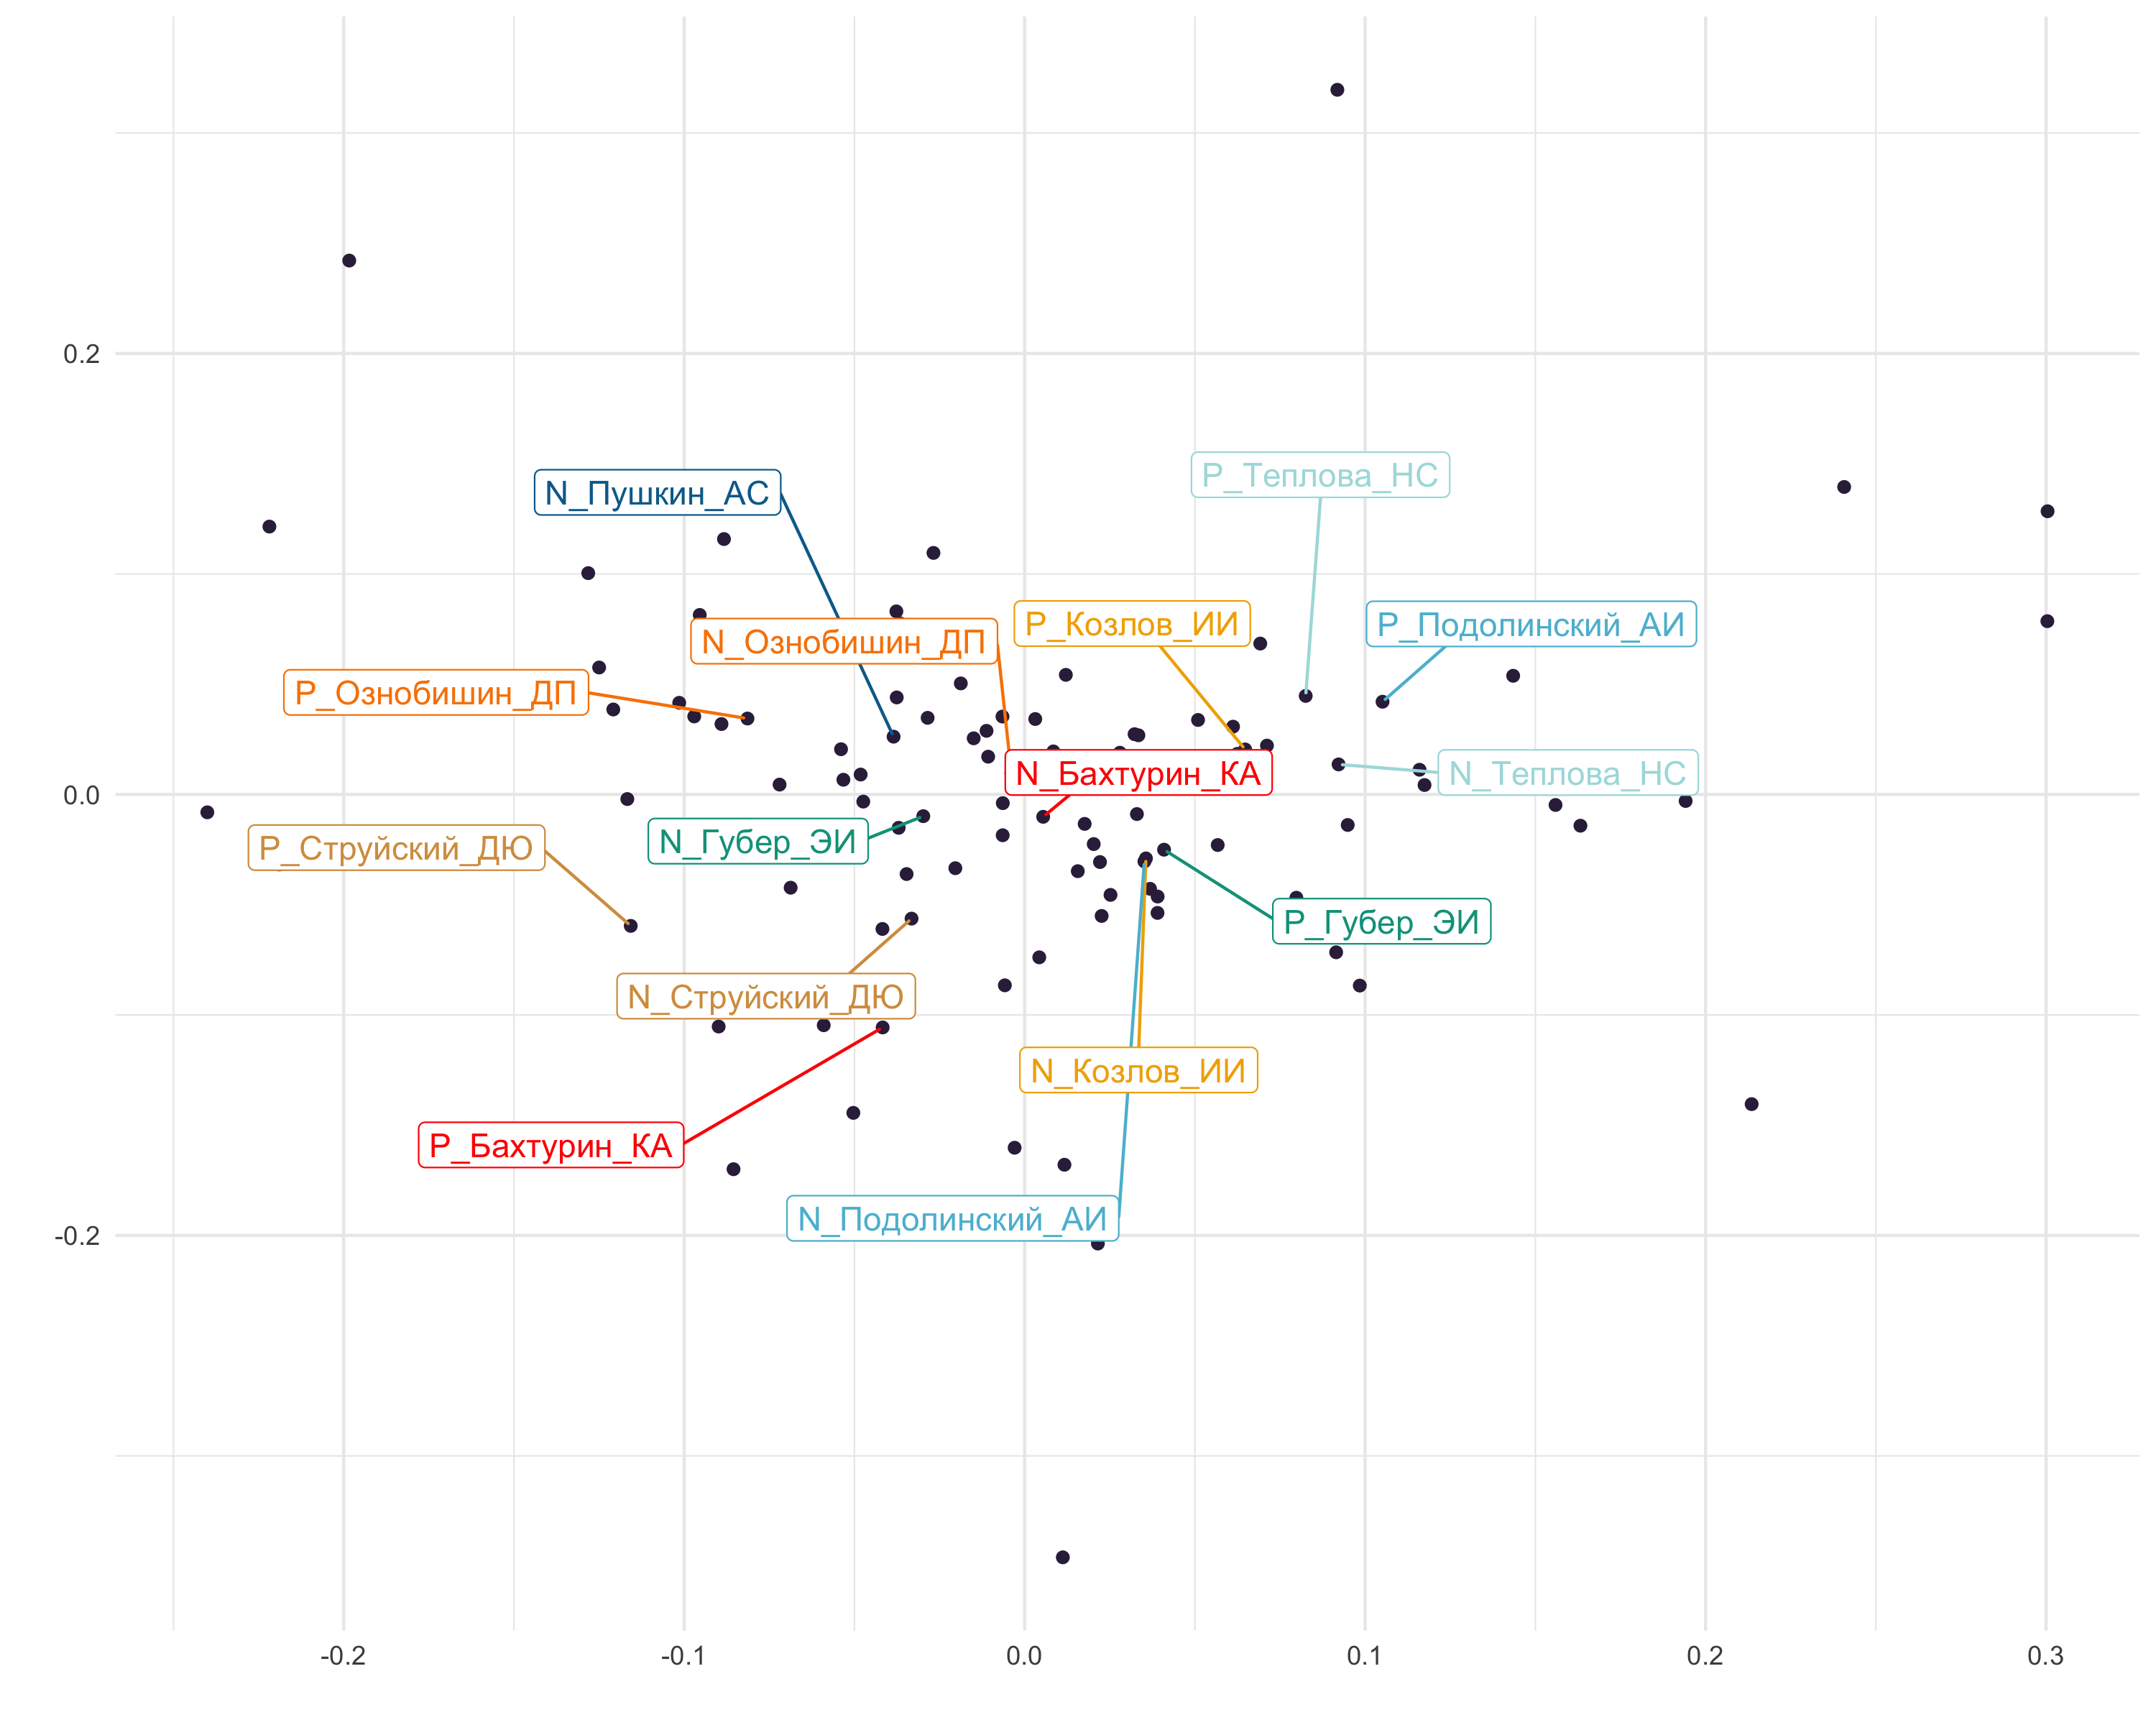 0.2
P_Теплова_НС
N_Пушкин_АС
P_Козлов_ИИ
P_Подолинский_АИ
N_Ознобишин_ДП
P_Ознобишин_ДП
N_Бахтурин_КА
N_Теплова_НС
0.0
N_Губер_ЭИ
P_Струйский_ДЮ
P_Губер_ЭИ
N_Струйский_ДЮ
N_Козлов_ИИ
P_Бахтурин_КА
N_Подолинский_АИ
-0.2
-0.2 -0.1 0.0 0.1 0.2 0.3